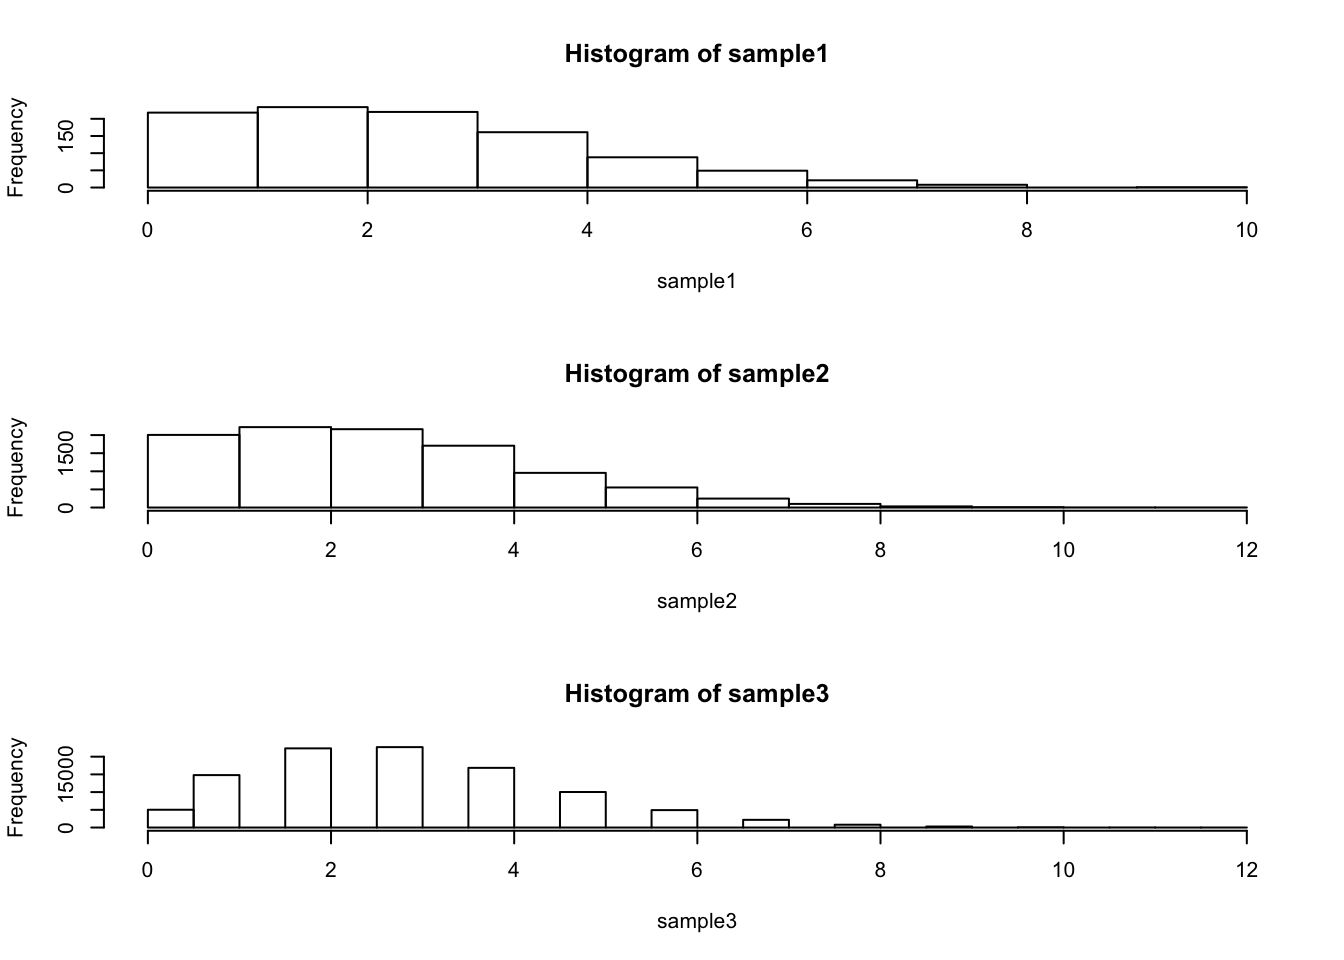 Histogram of sample1
Frequency
150
0
0 2 4 6 8 10
sample1
Histogram of sample2
Frequency
1500
0
0 2 4 6 8 10 12
sample2
Histogram of sample3
Frequency
15000
0
0 2 4 6 8 10 12
sample3